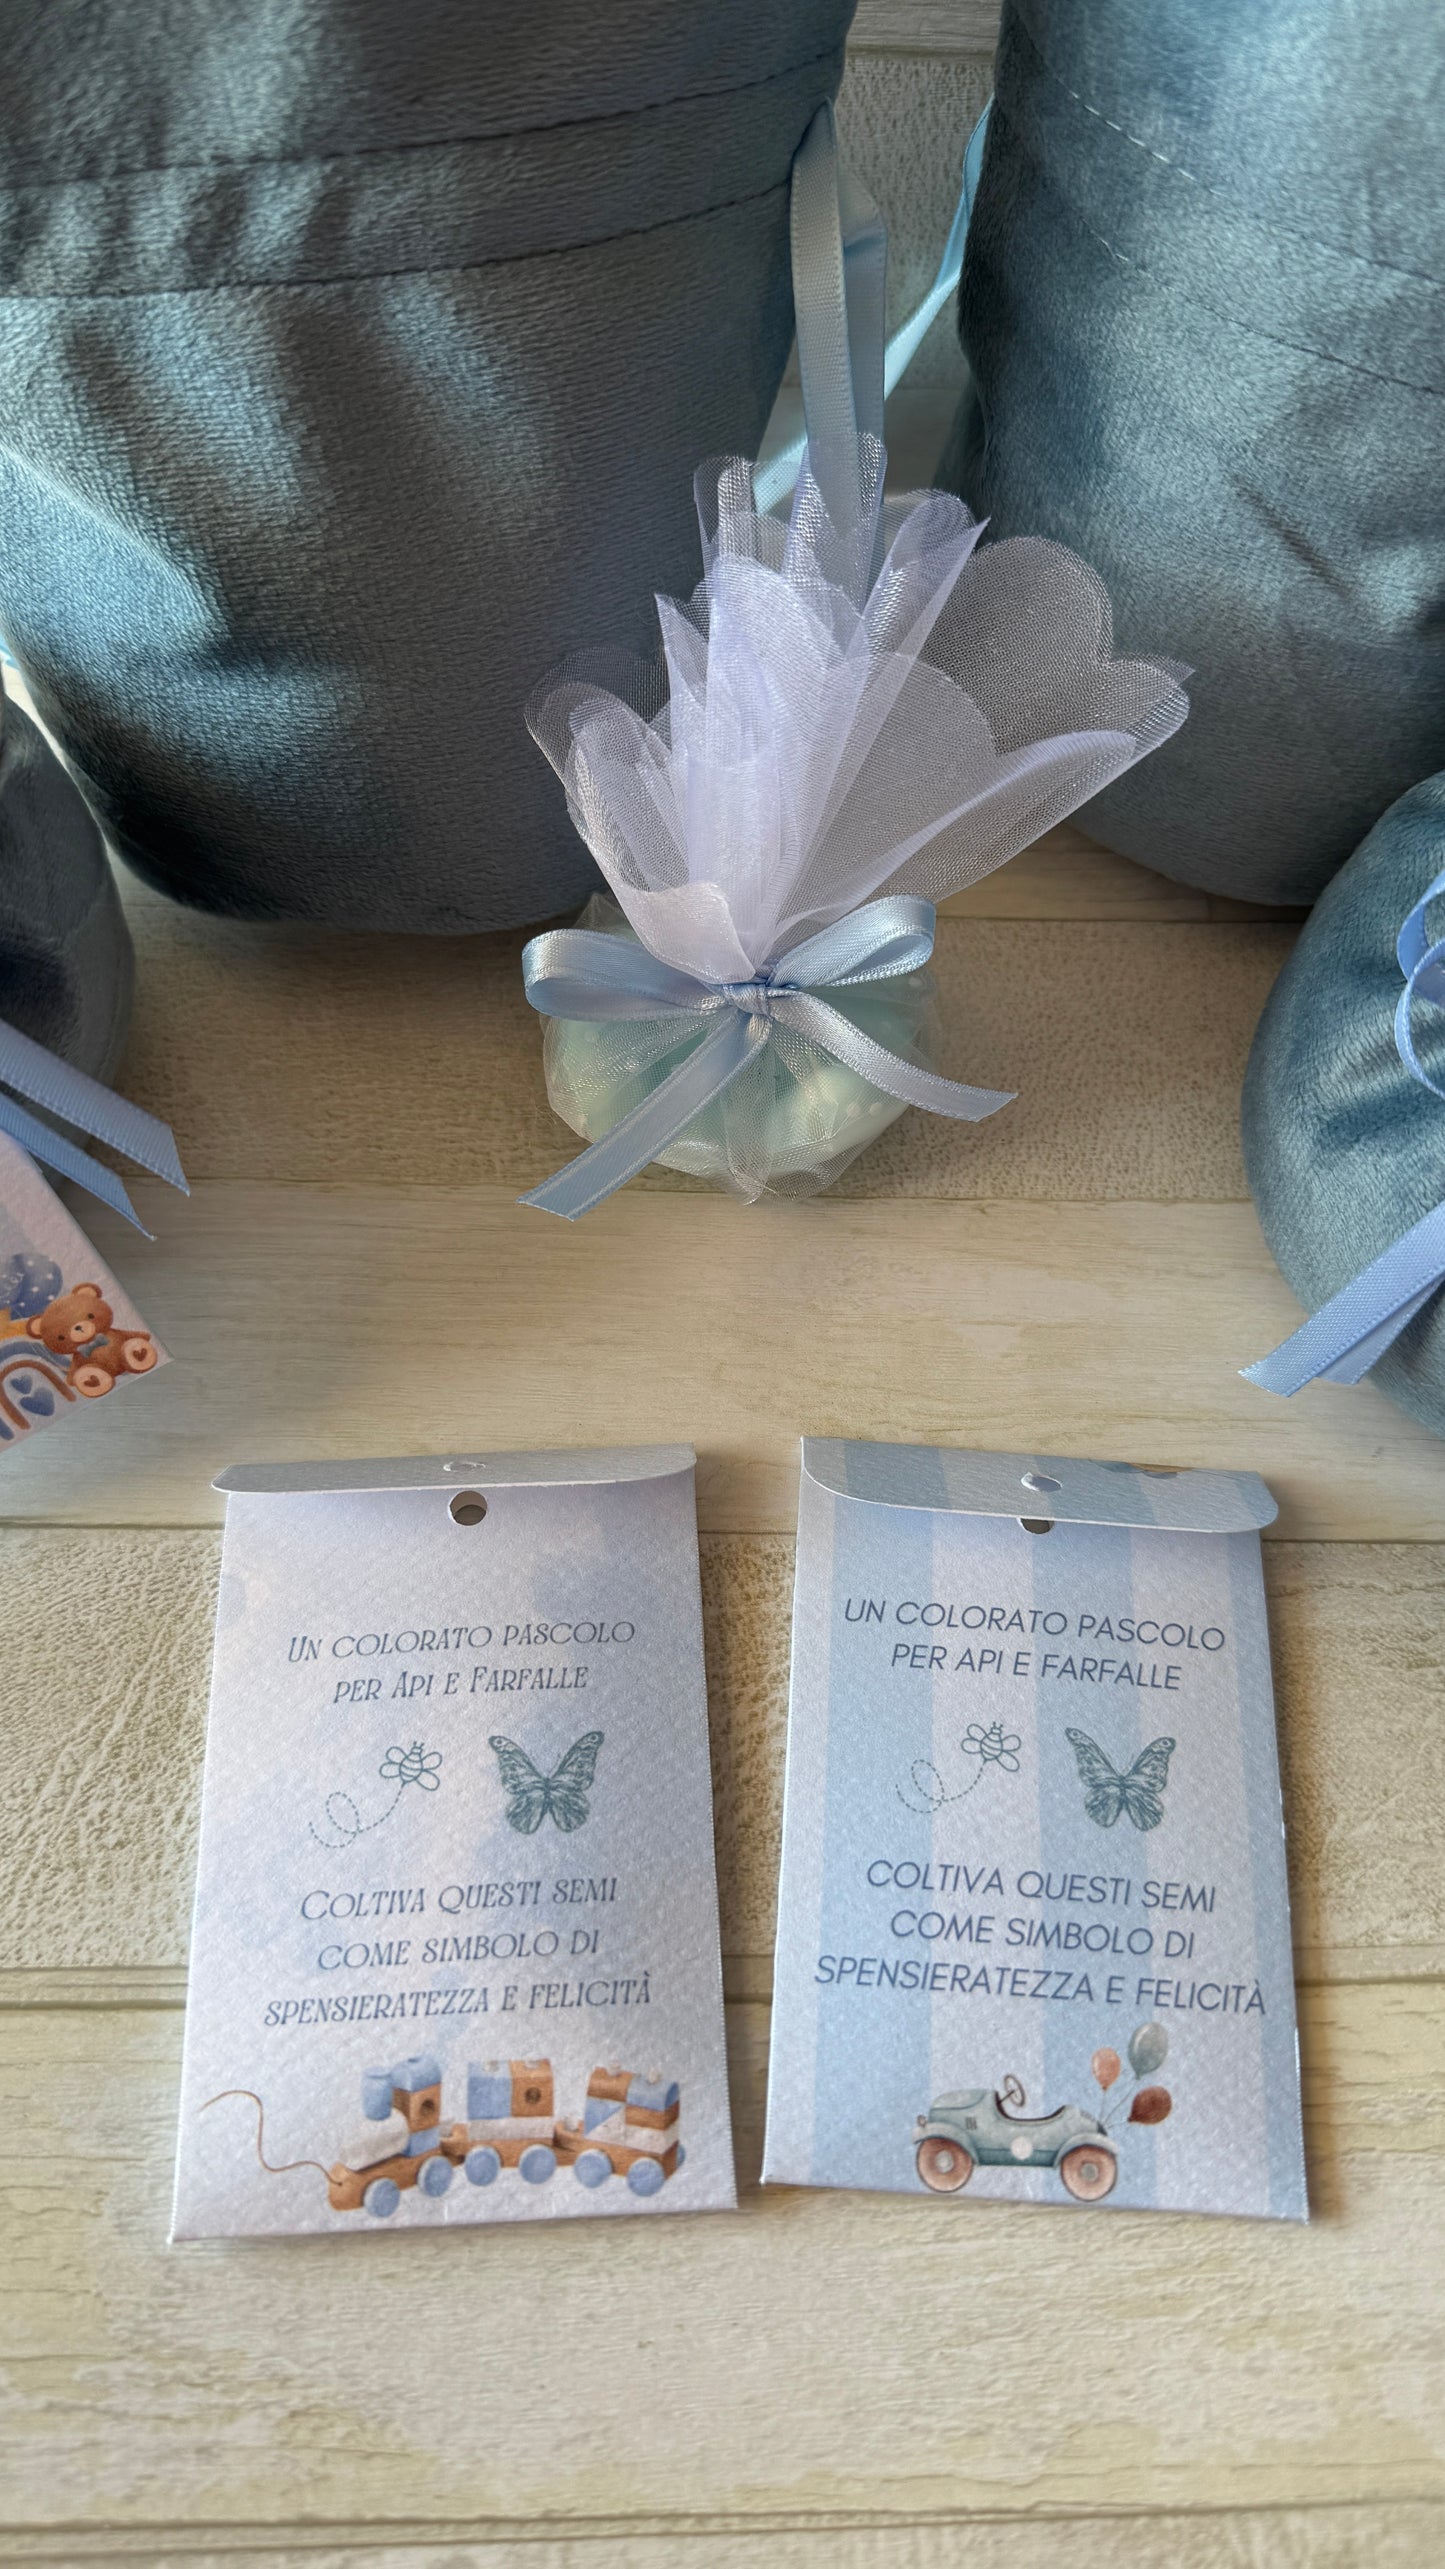 Un colorato pascolo
per Api e Farfalle
Coltiva questi semi
come simbolo di
spensieratezza e felicità
UN COLORATO PASCOLO
PER API E FARFALLE
COLTIVA QUESTI SEMI
COME SIMBOLO DI
SPENSIERATEZZA E FELICITÀ